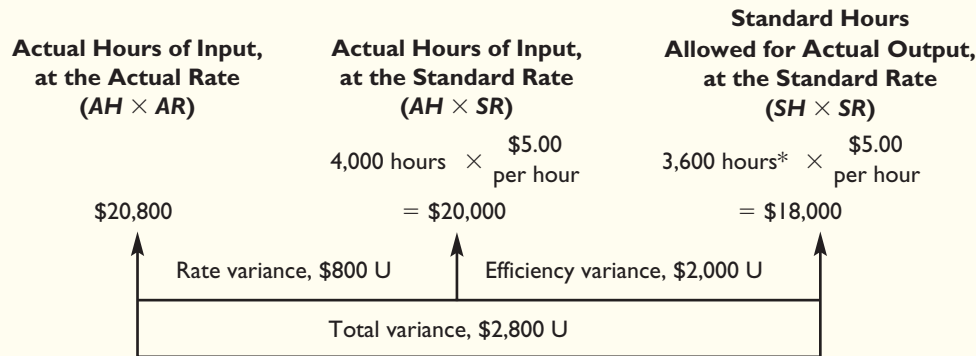 Standard Hours
Actual Hours of Input, Actual Hours of Input, Allowed for Actual Output,
at the Actual Rate at the Standard Rate at the Standard Rate
(AH × AR) (AH × SR) (SH × SR)
4,000 hours × $5.00 per hour 3,600 hours* × $5.00 per hour
$20,800 = $20,000 = $18,000
Rate variance, $800 U Efficiency variance, $2,000 U
Total variance, $2,800 U